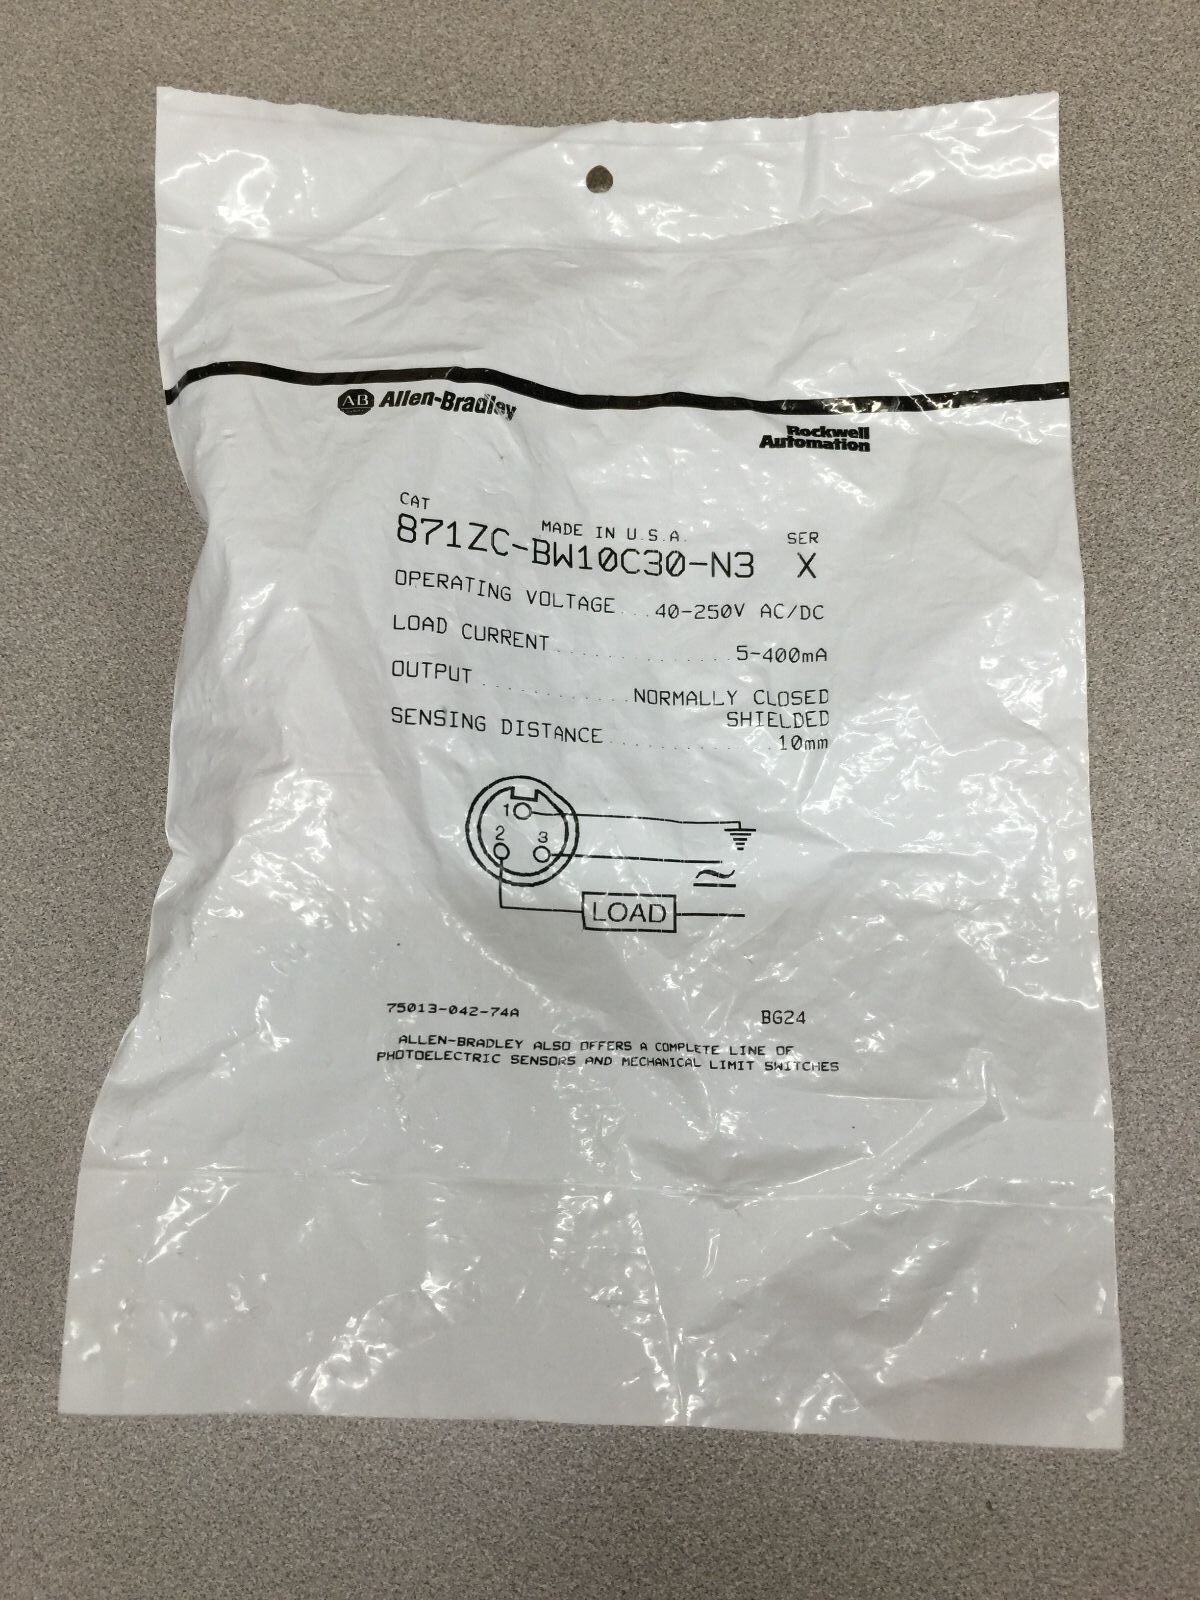 AB Allen-Bradley
Rockwell
Automation
CAT
MADE IN U.S.A.
SER
871ZC-BW10C30-N3 X
OPERATING VOLTAGE...40-250V AC/DC
LOAD CURRENT..............5-400mA
OUTPUT............NORMALLY CLOSED
SHIELDED
SENSING DISTANCE.............10mm
1
2 3
LOAD
75013-042-74A BG24
ALLEN-BRADLEY ALSO OFFERS A COMPLETE LINE OF
PHOTOELECTRIC SENSORS AND MECHANICAL LIMIT SWITCHES